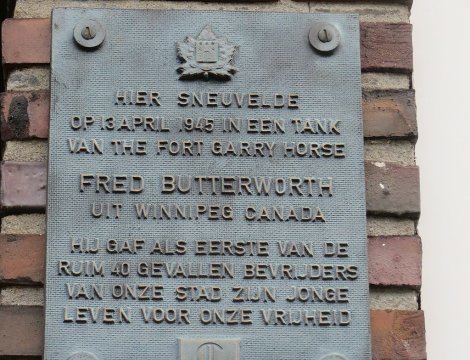 HIER SNEUVELDE
OP 13 APRIL 1945 IN EEN TANK
VAN THE FORT GARRY HORSE
FRED BUTTERWORTH
UIT WINNIPEG CANADA
HIJ GAF ALS EERSTE VAN DE
RUIM 40 GEVALLEN BEVRIJDERS
VAN ONZE STAD ZIJN JONGE
LEVEN VOOR ONZE VRIJHEID